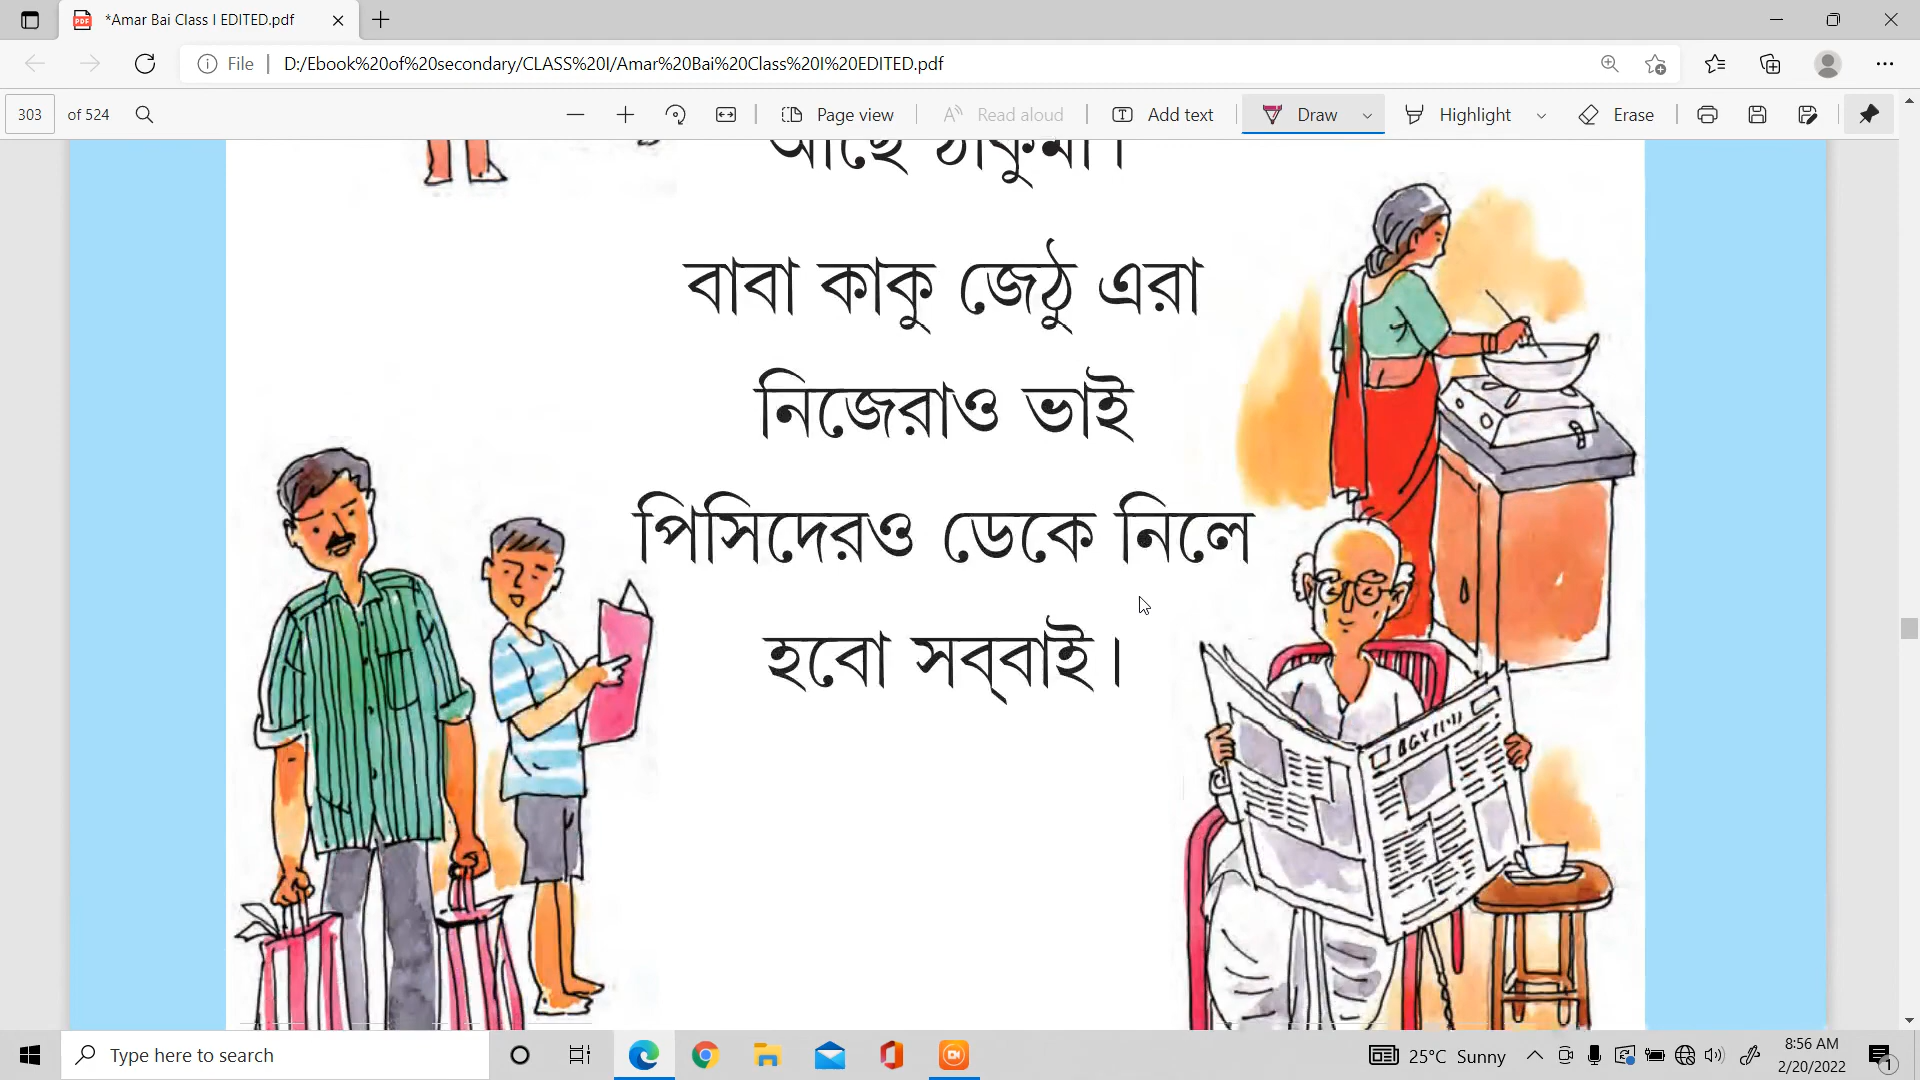 *Amar Bai Class I EDITED.pdf
File D:/Ebook%20of%20secondary/CLASS%20I/Amar%20Bai%20Class%20I%20EDITED.pdf
303 of 524 Page view Read aloud Add text Draw Highlight Erase
আছে ঠাকুমা।
বাবা কাকু জেঠু এরা
নিজেরাও ভাই
পিসিদেরও ডেকে নিলে
হবো সব্‌বাই।
Type here to search
25°C Sunny
8:56 AM
2/20/2022
1